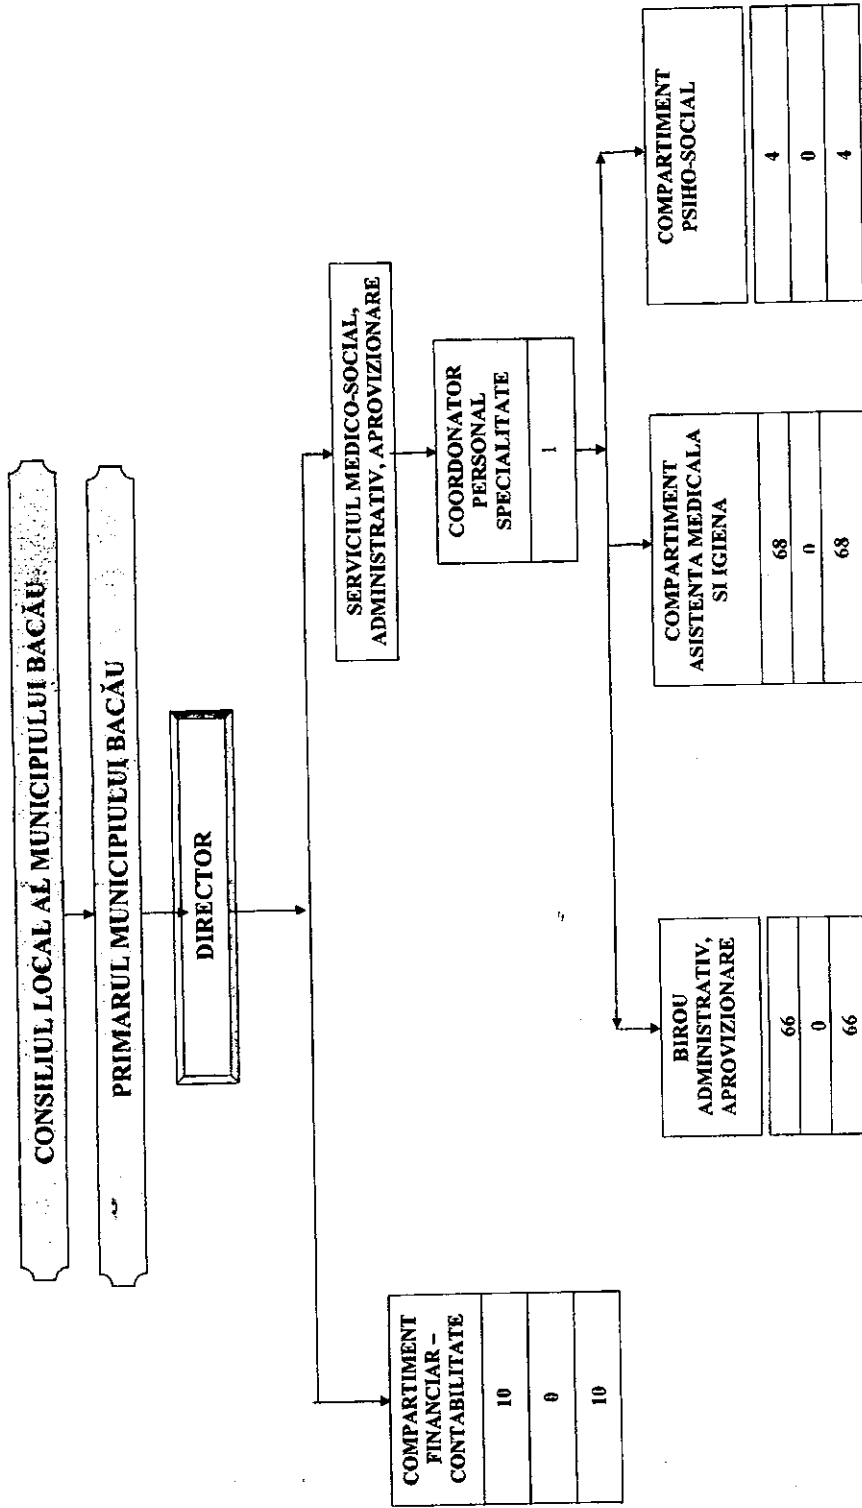 CONSILIUL LOCAL AL MUNICIPIULUI BACĂU
PRIMARUL MUNICIPIULUI BACĂU
DIRECTOR
COMPARTIMENT
FINANCIAR –
CONTABILITATE
10
0
10
SERVICIUL MEDICO-SOCIAL,
ADMINISTRATIV, APROVIZIONARE
COORDONATOR
PERSONAL
SPECIALITATE
1
BIROU
ADMINISTRATIV,
APROVIZIONARE
66
0
66
COMPARTIMENT
ASISTENTA MEDICALA
SI IGIENA
68
0
68
COMPARTIMENT
PSIHO-SOCIAL
4
0
4